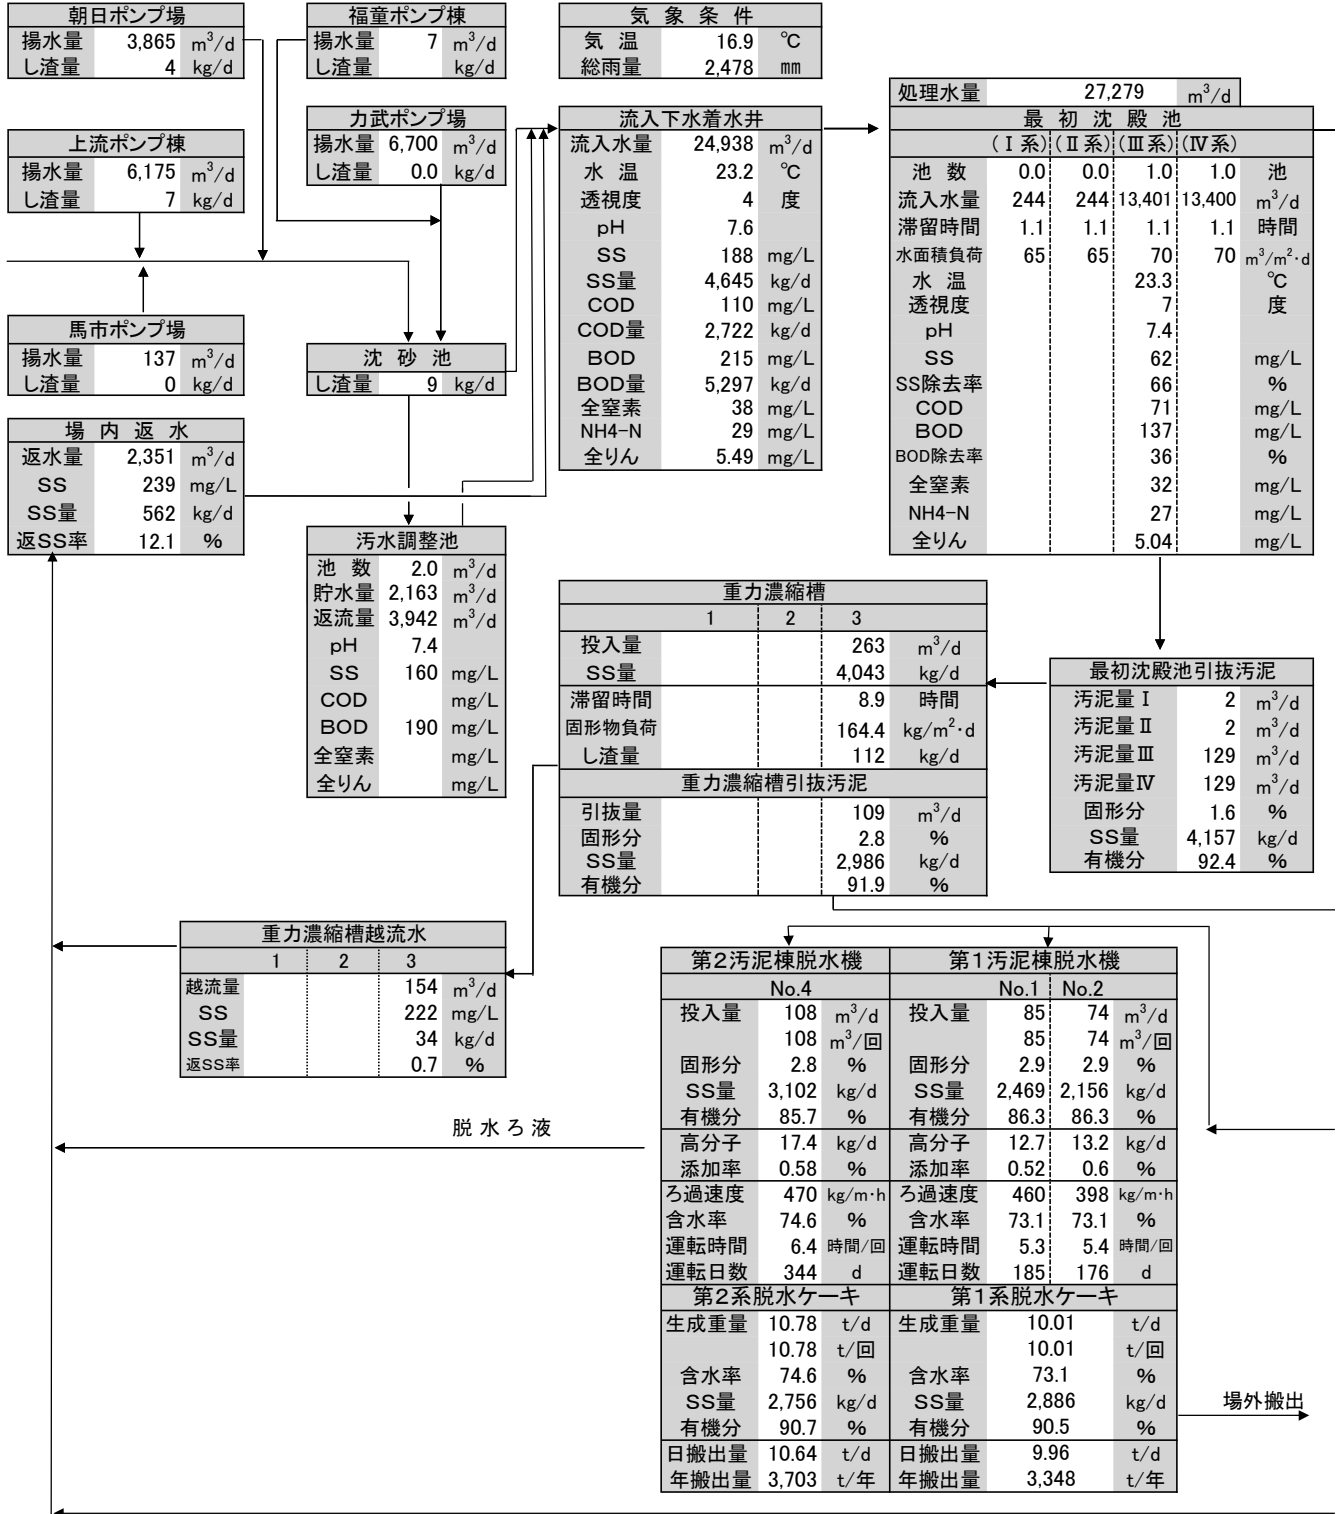 朝日ポンプ場
揚水量 3,865 m³/d
し渣量 4 kg/d
福童ポンプ棟
揚水量 7 m³/d
し渣量 kg/d
気 象 条 件
気 温 16.9 ℃
総雨量 2,478 ㎜
上流ポンプ棟
揚水量 6,175 m³/d
し渣量 7 kg/d
力武ポンプ場
揚水量 6,700 m³/d
し渣量 0.0 kg/d
馬市ポンプ場
揚水量 137 m³/d
し渣量 0 kg/d
沈 砂 池
し渣量 9 kg/d
流入下水着水井
流入水量 24,938 m³/d
水 温 23.2 ℃
透視度 4 度
pH 7.6
SS 188 mg/L
SS量 4,645 kg/d
COD 110 mg/L
COD量 2,722 kg/d
BOD 215 mg/L
BOD量 5,297 kg/d
全窒素 38 mg/L
NH4-N 29 mg/L
全りん 5.49 mg/L
処理水量 27,279 m³/d
最 初 沈 殿 池
(Ⅰ系) (Ⅱ系) (Ⅲ系) (Ⅳ系)
池 数 0.0 0.0 1.0 1.0 池
流入水量 244 244 13,401 13,400 m³/d
滞留時間 1.1 1.1 1.1 1.1 時間
水面積負荷 65 65 70 70 m³/m²・d
水 温 23.3 ℃
透視度 7 度
pH 7.4
SS 62 mg/L
SS除去率 66 %
COD 71 mg/L
BOD 137 mg/L
BOD除去率 36 %
全窒素 32 mg/L
NH4-N 27 mg/L
全りん 5.04 mg/L
場 内 返 水
返水量 2,351 m³/d
SS 239 mg/L
SS量 562 kg/d
返SS率 12.1 %
汚水調整池
池 数 2.0 m³/d
貯水量 2,163 m³/d
返流量 3,942 m³/d
pH 7.4
SS 160 mg/L
COD mg/L
BOD 190 mg/L
全窒素 mg/L
全りん mg/L
重力濃縮槽
1 2 3
投入量 263 m³/d
SS量 4,043 kg/d
滞留時間 8.9 時間
固形物負荷 164.4 kg/m²・d
し渣量 112 kg/d
重力濃縮槽引抜汚泥
引抜量 109 m³/d
固形分 2.8 %
SS量 2,986 kg/d
有機分 91.9 %
最初沈殿池引抜汚泥
汚泥量Ⅰ 2 m³/d
汚泥量Ⅱ 2 m³/d
汚泥量Ⅲ 129 m³/d
汚泥量Ⅳ 129 m³/d
固形分 1.6 %
SS量 4,157 kg/d
有機分 92.4 %
重力濃縮槽越流水
1 2 3
越流量 154 m³/d
SS 222 mg/L
SS量 34 kg/d
返SS率 0.7 %
脱 水 ろ 液
第2汚泥棟脱水機
No.4
投入量 108 m³/d
108 m³/回
固形分 2.8 %
SS量 3,102 kg/d
有機分 85.7 %
高分子 17.4 kg/d
添加率 0.58 %
ろ過速度 470 kg/m・h
含水率 74.6 %
運転時間 6.4 時間/回
運転日数 344 d
第2系脱水ケーキ
生成重量 10.78 t/d
10.78 t/回
含水率 74.6 %
SS量 2,756 kg/d
有機分 90.7 %
日搬出量 10.64 t/d
年搬出量 3,703 t/年
第1汚泥棟脱水機
No.1 No.2
投入量 85 74 m³/d
85 74 m³/回
固形分 2.9 2.9 %
SS量 2,469 2,156 kg/d
有機分 86.3 86.3 %
高分子 12.7 13.2 kg/d
添加率 0.52 0.6 %
ろ過速度 460 398 kg/m・h
含水率 73.1 73.1 %
運転時間 5.3 5.4 時間/回
運転日数 185 176 d
第1系脱水ケーキ
生成重量 10.01 t/d
10.01 t/回
含水率 73.1 %
SS量 2,886 kg/d
有機分 90.5 %
日搬出量 9.96 t/d
年搬出量 3,348 t/年
場外搬出